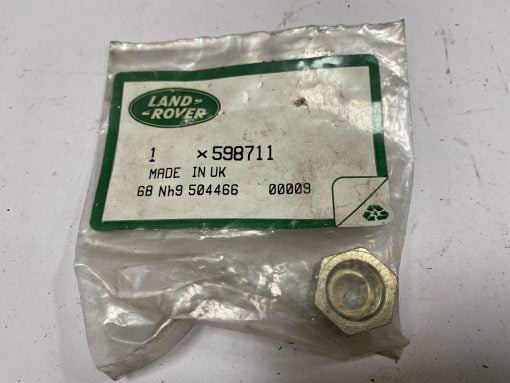 LAND-
-ROVER
1 ×598711
MADE IN UK
68 Nh9 504466 00009